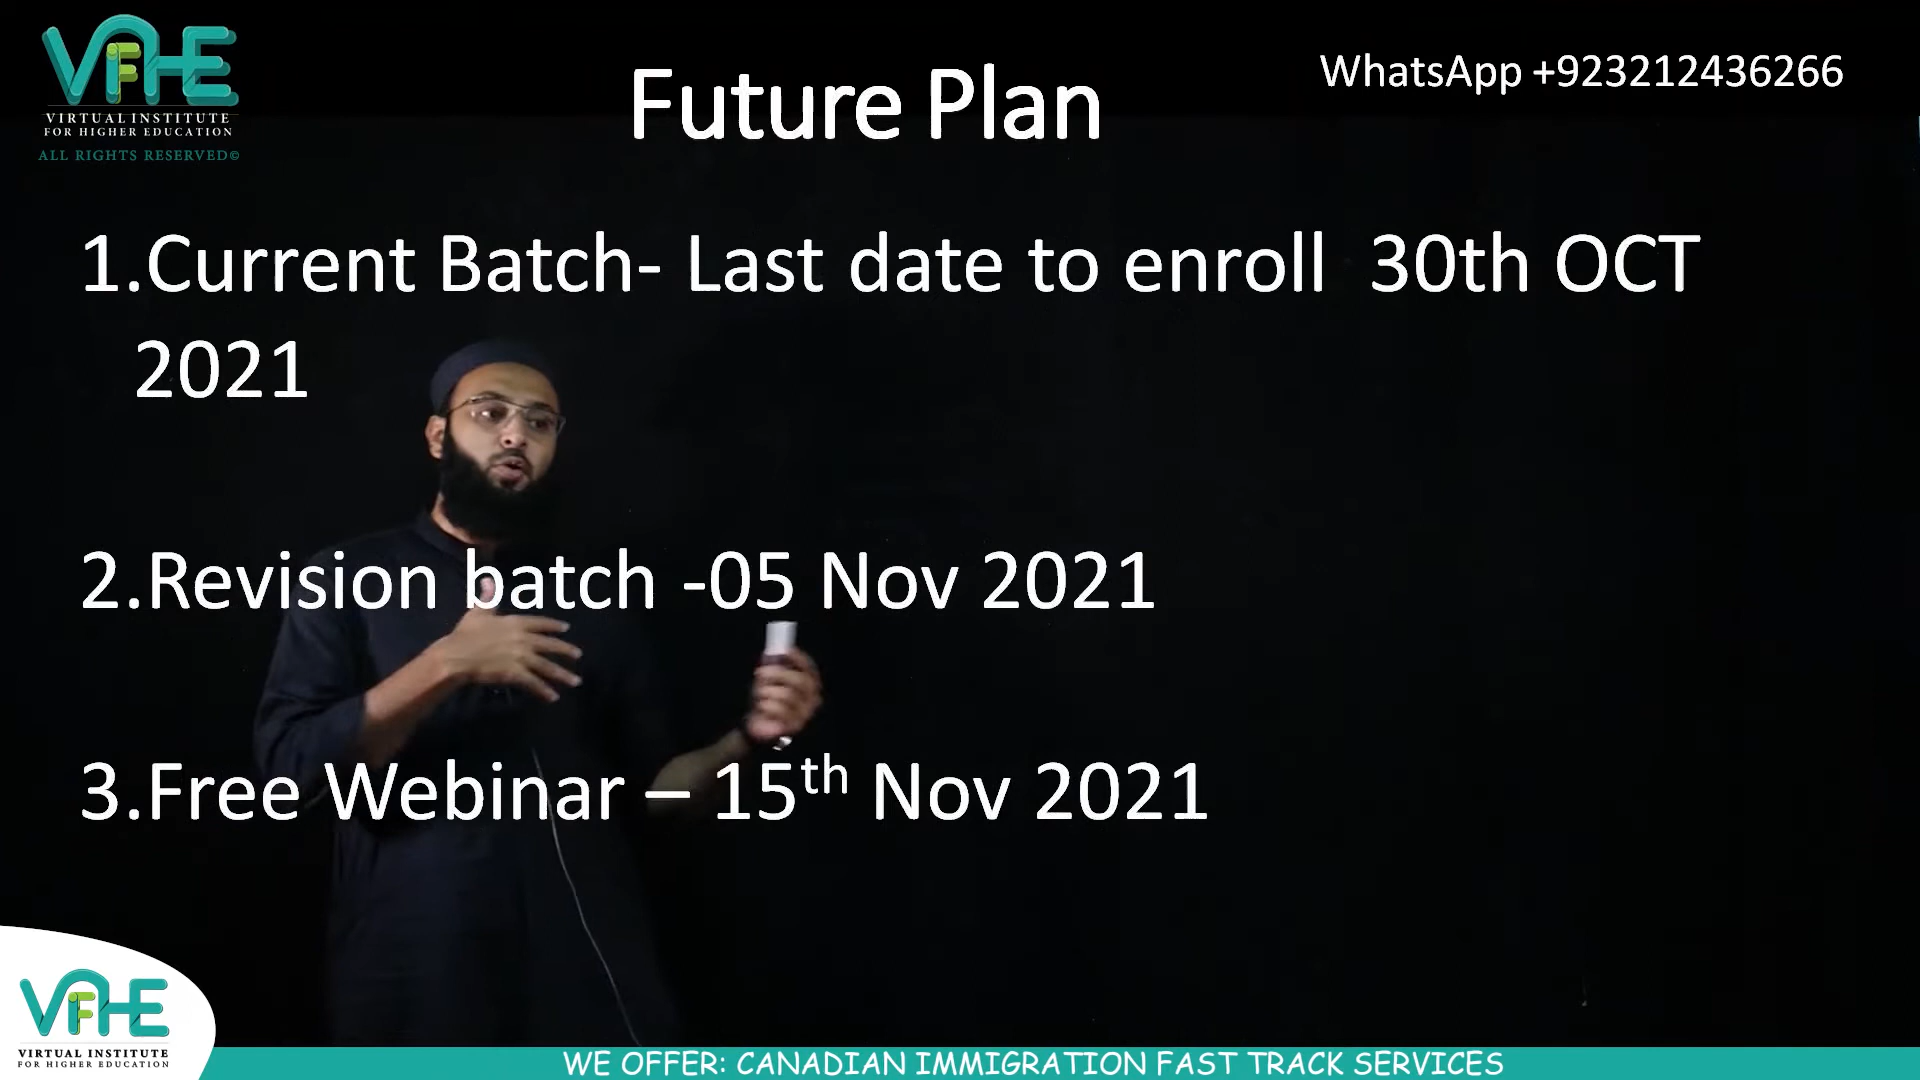 VIFHE
VIRTUAL INSTITUTE
FOR HIGHER EDUCATION
ALL RIGHTS RESERVED©
Future Plan
WhatsApp +923212436266
1.Current Batch- Last date to enroll 30th OCT
2021
2.Revision batch -05 Nov 2021
3.Free Webinar – 15th Nov 2021
VIFHE
VIRTUAL INSTITUTE
FOR HIGHER EDUCATION
WE OFFER: CANADIAN IMMIGRATION FAST TRACK SERVICES